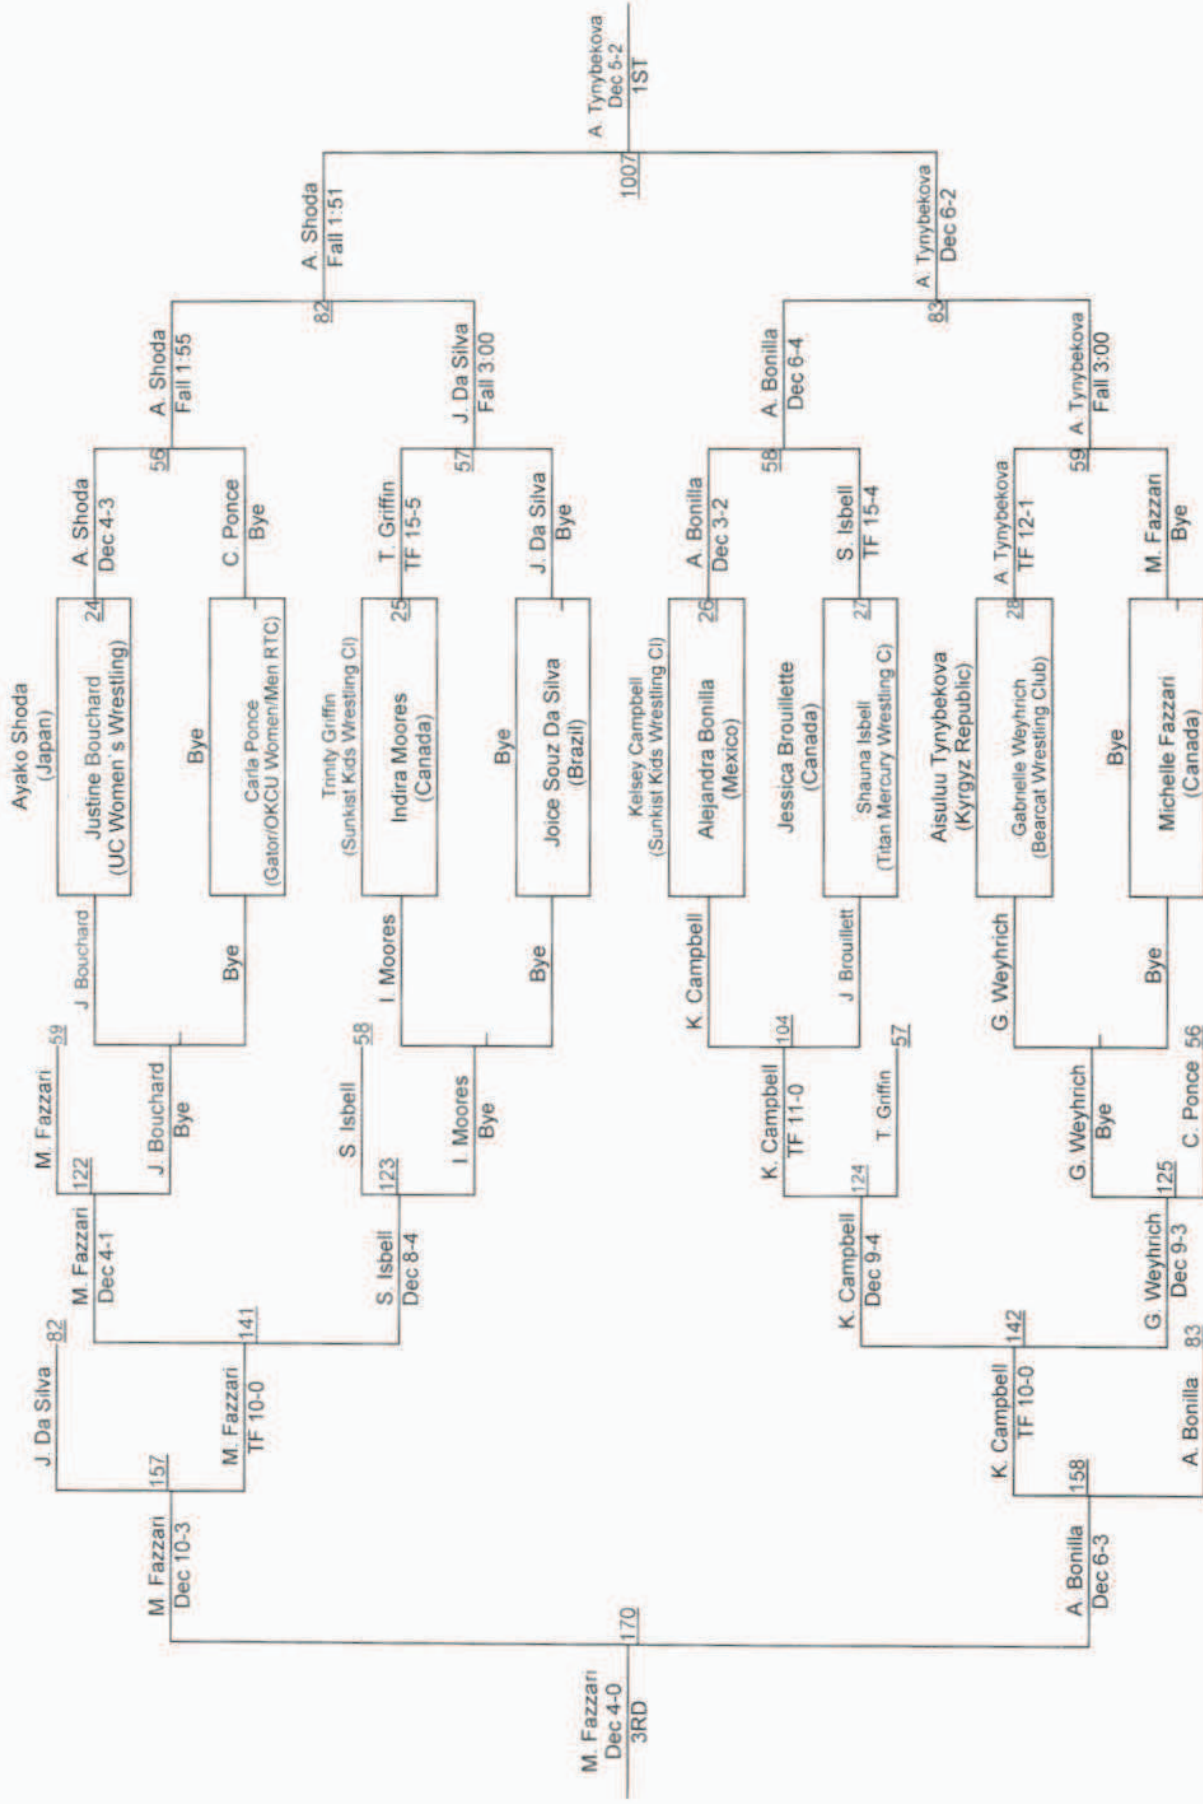 Ayako Shoda
(Japan)
Justine Bouchard
(UC Women`s Wrestling)
24
Bye
Carla Ponce
(Gator/OKCU Women/Men RTC)
Trinity Griffin
(Sunkist Kids Wrestling Cl)
Indira Moores
(Canada)
25
Bye
Joice Souz Da Silva
(Brazil)
Kelsey Campbell
(Sunkist Kids Wrestling Cl)
Alejandra Bonilla
(Mexico)
26
Jessica Brouillette
(Canada)
Shauna Isbell
(Titan Mercury Wrestling C)
27
Aisuluu Tynybekova
(Kyrgyz Republic)
Gabrielle Weyhrich
(Bearcat Wrestling Club)
28
Bye
Michelle Fazzari
(Canada)
A. Shoda
Dec 4-3
C. Ponce
Bye
T. Griffin
TF 15-5
J. Da Silva
Bye
A. Bonilla
Dec 3-2
S. Isbell
TF 15-4
A. Tynybekova
TF 12-1
M. Fazzari
Bye
56
57
58
59
A. Shoda
Fall 1:55
J. Da Silva
Fall 3:00
A. Bonilla
Dec 6-4
A. Tynybekova
Fall 3:00
82
83
A. Shoda
Fall 1:51
A. Tynybekova
Dec 6-2
1007
A. Tynybekova
Dec 5-2
1ST
J. Bouchard
Bye
I. Moores
Bye
K. Campbell
J. Brouillett
G. Weyhrich
Bye
104
M. Fazzari 59
J. Bouchard
Bye
S. Isbell 58
I. Moores
Bye
K. Campbell
TF 11-0
T. Griffin 57
G. Weyhrich
Bye
C. Ponce 56
122
123
124
125
M. Fazzari
Dec 4-1
S. Isbell
Dec 8-4
K. Campbell
Dec 9-4
G. Weyhrich
Dec 9-3
141
142
J. Da Silva 82
M. Fazzari
TF 10-0
K. Campbell
TF 10-0
A. Bonilla 83
157
158
M. Fazzari
Dec 10-3
A. Bonilla
Dec 6-3
170
M. Fazzari
Dec 4-0
3RD